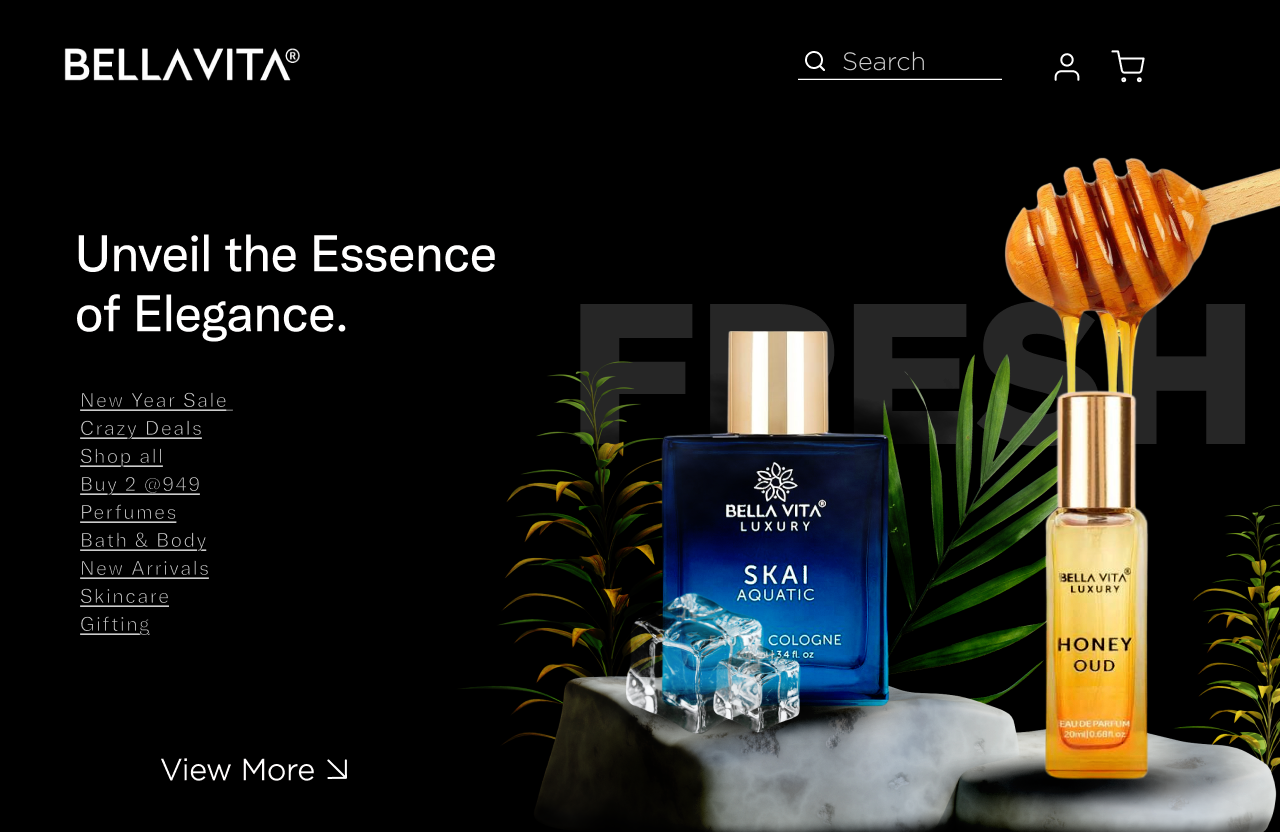 BELLAVITA®
Search
Unveil the Essence
of Elegance.
New Year Sale
Crazy Deals
Shop all
Buy 2 @949
Perfumes
Bath & Body
New Arrivals
Skincare
Gifting
View More
FRESH
BELLA VITA®
LUXURY
SKAI
AQUATIC
COLOGNE
3.4 fl. oz
BELLA VITA®
LUXURY
HONEY
OUD
EAU DE PARFUM
20ml|0.68fl.oz